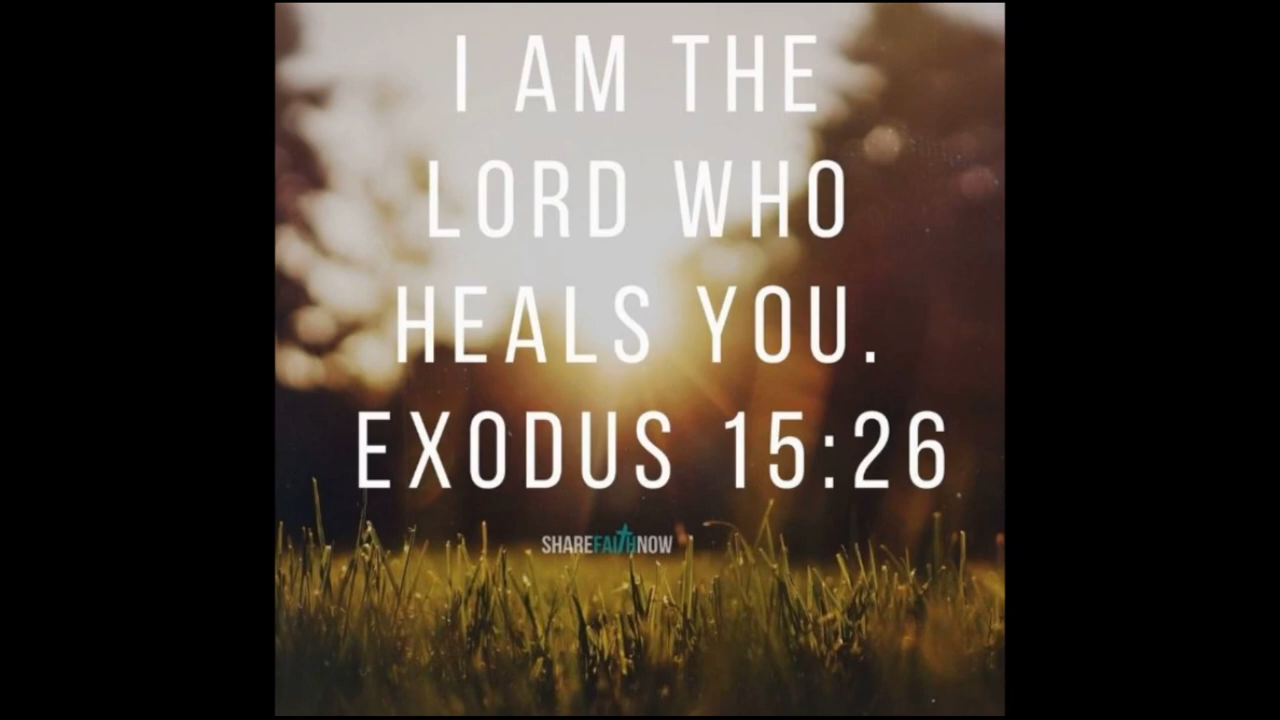 I AM THE
LORD WHO
HEALS YOU.
EXODUS 15:26
SHAREFAITHNOW